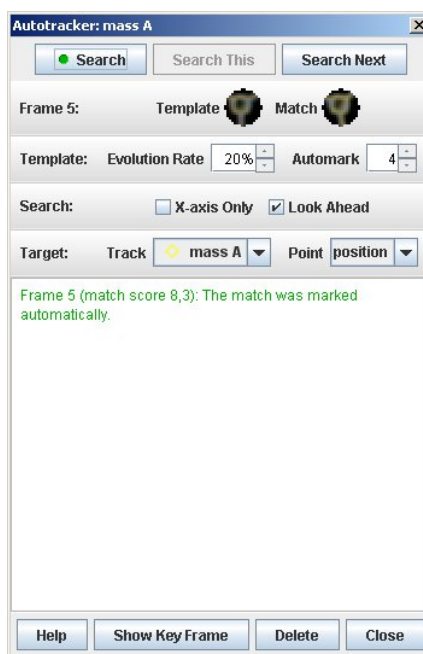 Autotracker: mass A
Search Search This Search Next
Frame 5: Template Match
Template: Evolution Rate 20% Automark 4
Search: X-axis Only Look Ahead
Target: Track mass A Point position
Frame 5 (match score 8,3): The match was marked
automatically.
Help Show Key Frame Delete Close